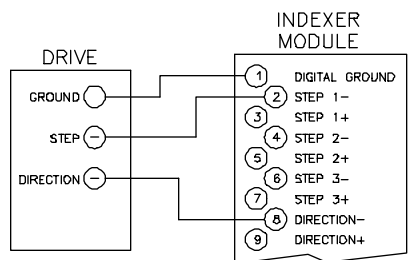 INDEXER
MODULE
DRIVE
1 DIGITAL GROUND
GROUND
2 STEP 1-
3 STEP 1+
STEP -
4 STEP 2-
5 STEP 2+
DIRECTION -
6 STEP 3-
7 STEP 3+
8 DIRECTION-
9 DIRECTION+